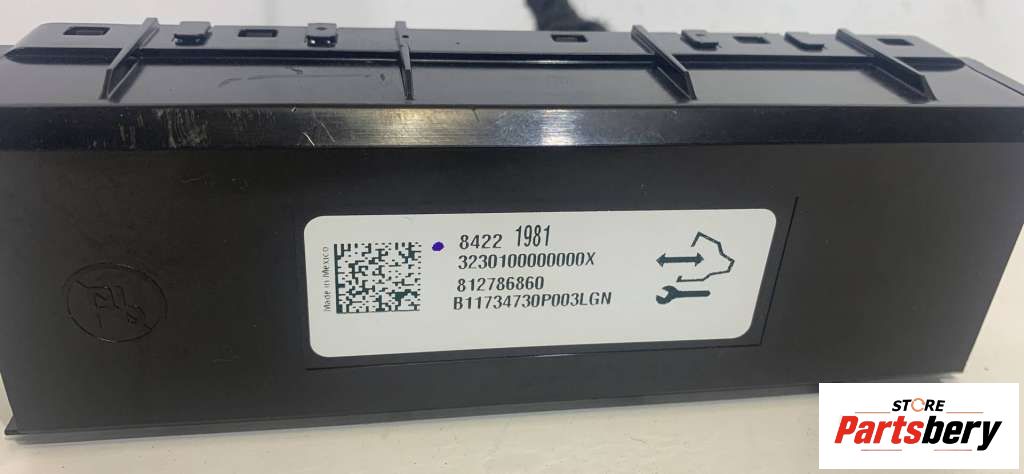 Made in Mexico
8422 1981
3230100000000X
812786860
B11734730P003LGN
STORE
Partsbery